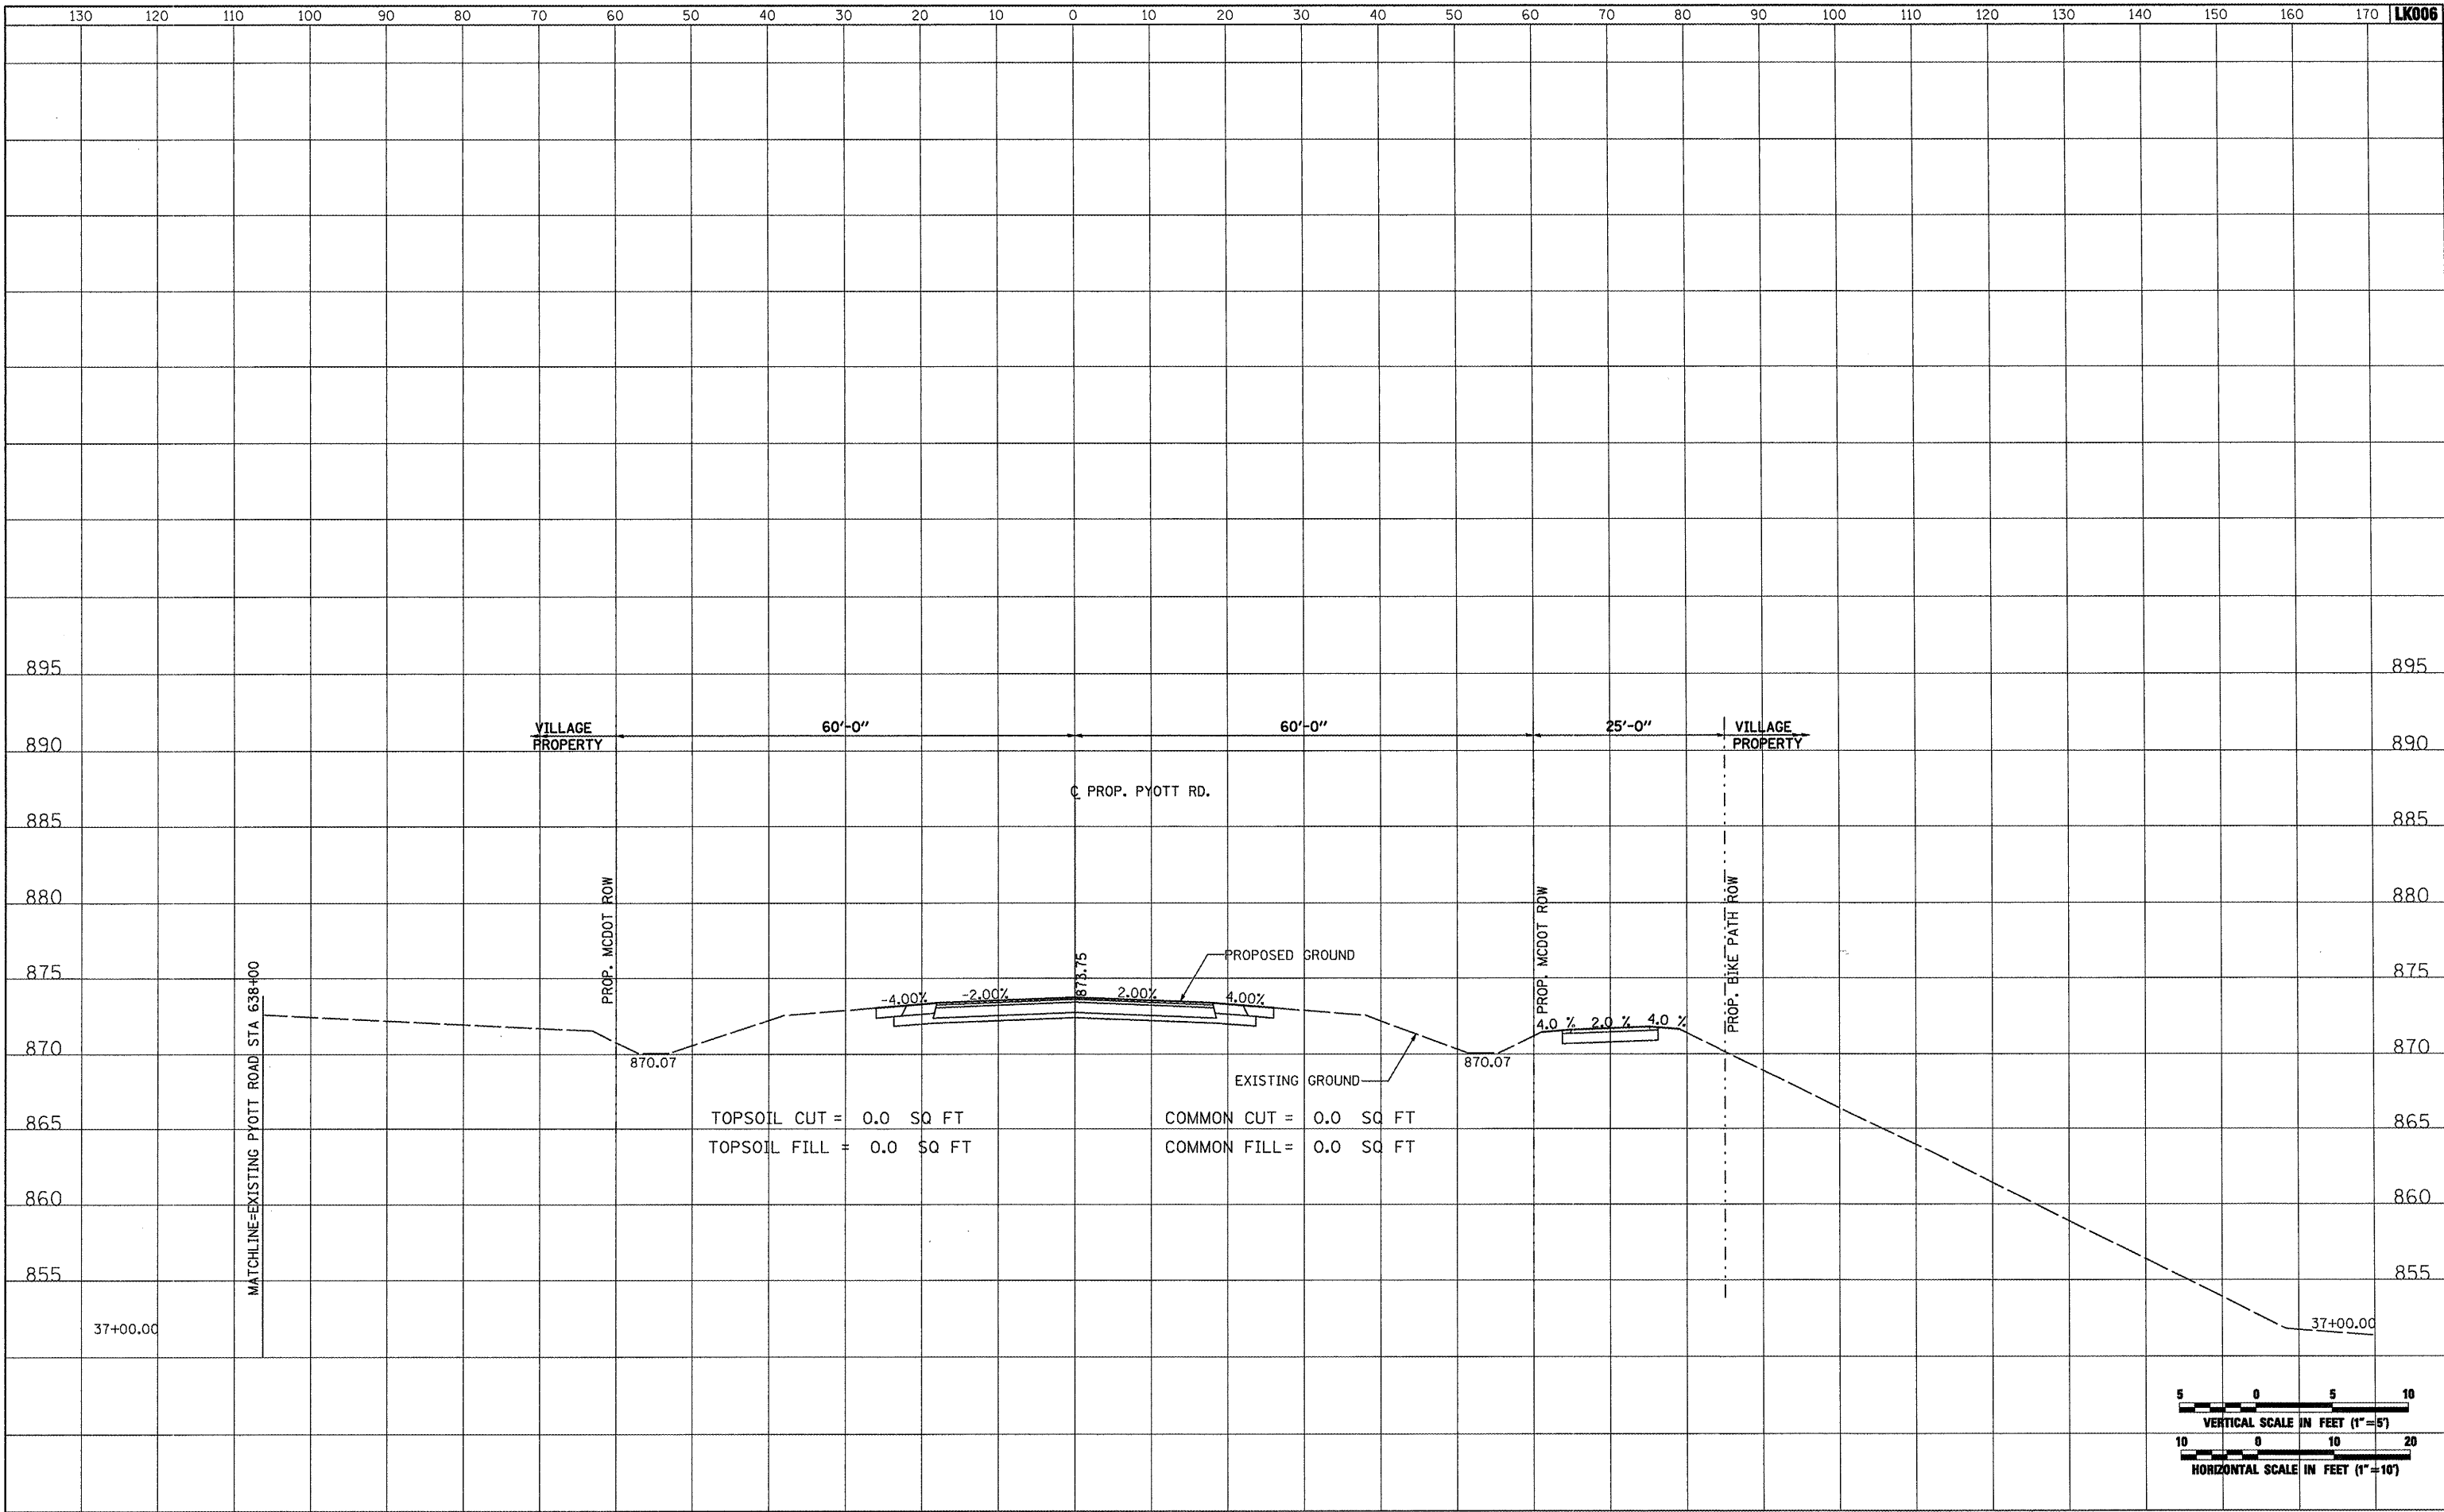 130 120 110 100 90 80 70 60 50 40 30 20 10 0 10 20 30 40 50 60 70 80 90 100 110 120 130 140 150 160 170 LK006
895 895
VILLAGE PROPERTY 60'-0" 60'-0" 25'-0" VILLAGE PROPERTY
890 890
℄ PROP. PYOTT RD.
885 885
880 880
PROP. MCDOT ROW
PROP. MCDOT ROW
PROP. BIKE PATH ROW
PROPOSED GROUND
875 875
873.75
-4.00% -2.00% 2.00% 4.00%
4.0 % 2.0 % 4.0 %
MATCHLINE=EXISTING PYOTT ROAD STA 638+00
870 870
870.07 870.07
EXISTING GROUND
TOPSOIL CUT = 0.0 SQ FT COMMON CUT = 0.0 SQ FT
865 865
TOPSOIL FILL = 0.0 SQ FT COMMON FILL= 0.0 SQ FT
860 860
855 855
37+00.00 37+00.00
5 0 5 10
VERTICAL SCALE IN FEET (1"=5')
10 0 10 20
HORIZONTAL SCALE IN FEET (1"=10')